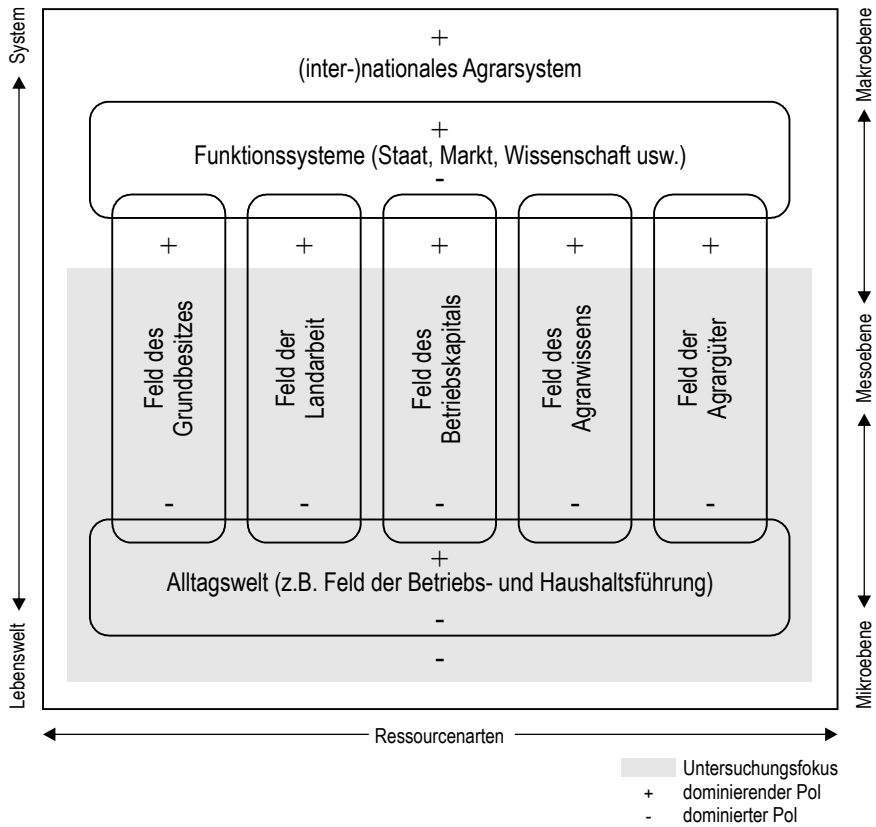 System
Lebenswelt
Makroebene
Mesoebene
Mikroebene
+
(inter-)nationales Agrarsystem
+
Funktionssysteme (Staat, Markt, Wissenschaft usw.)
-
+ + + + +
Feld des
Grundbesitzes
Feld der
Landarbeit
Feld des
Betriebskapitals
Feld des
Agrarwissens
Feld der
Agrargüter
- - - - -
+
Alltagswelt (z.B. Feld der Betriebs- und Haushaltsführung)
-
-
Ressourcenarten
Untersuchungsfokus
+ dominierender Pol
- dominierter Pol